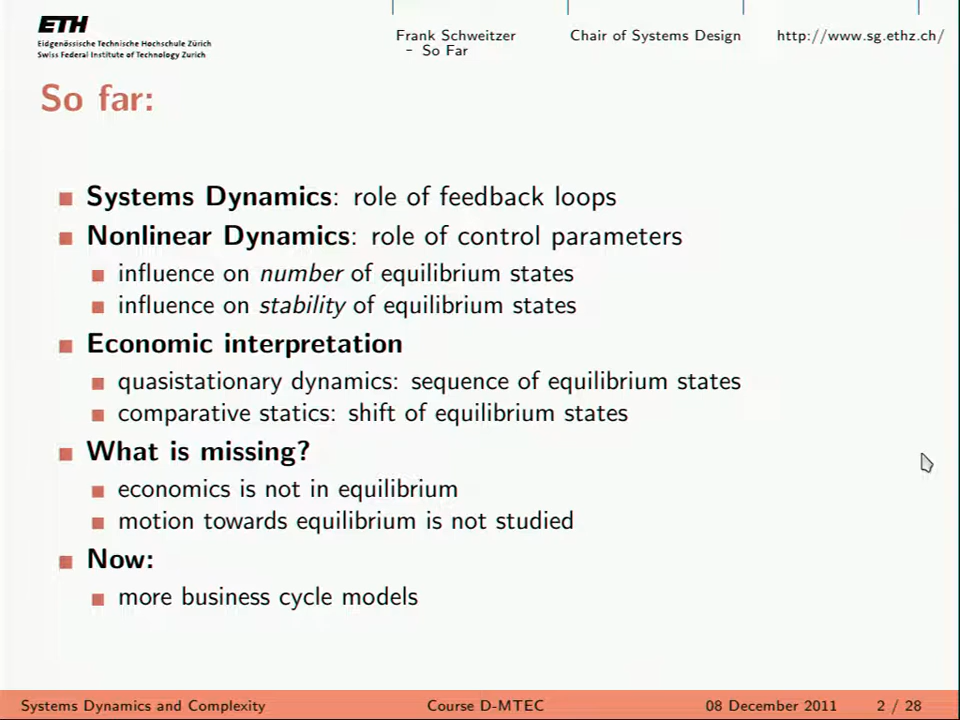 ETH
Eidgenössische Technische Hochschule Zürich
Swiss Federal Institute of Technology Zurich
Frank Schweitzer
– So Far
Chair of Systems Design
http://www.sg.ethz.ch/
So far:
Systems Dynamics: role of feedback loops
Nonlinear Dynamics: role of control parameters
influence on number of equilibrium states
influence on stability of equilibrium states
Economic interpretation
quasistationary dynamics: sequence of equilibrium states
comparative statics: shift of equilibrium states
What is missing?
economics is not in equilibrium
motion towards equilibrium is not studied
Now:
more business cycle models
Systems Dynamics and Complexity
Course D-MTEC
08 December 2011
2 / 28